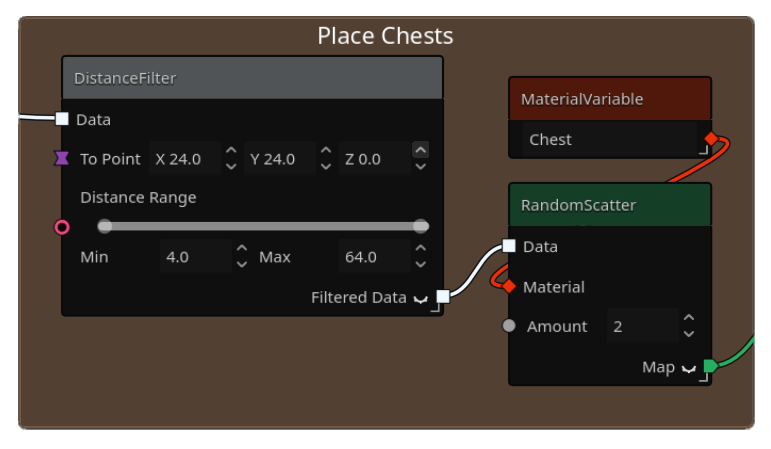 Place Chests
DistanceFilter
Data
To Point X 24.0 Y 24.0 Z 0.0
Distance Range
Min 4.0 Max 64.0
Filtered Data
MaterialVariable
Chest
RandomScatter
Data
Material
Amount 2
Map